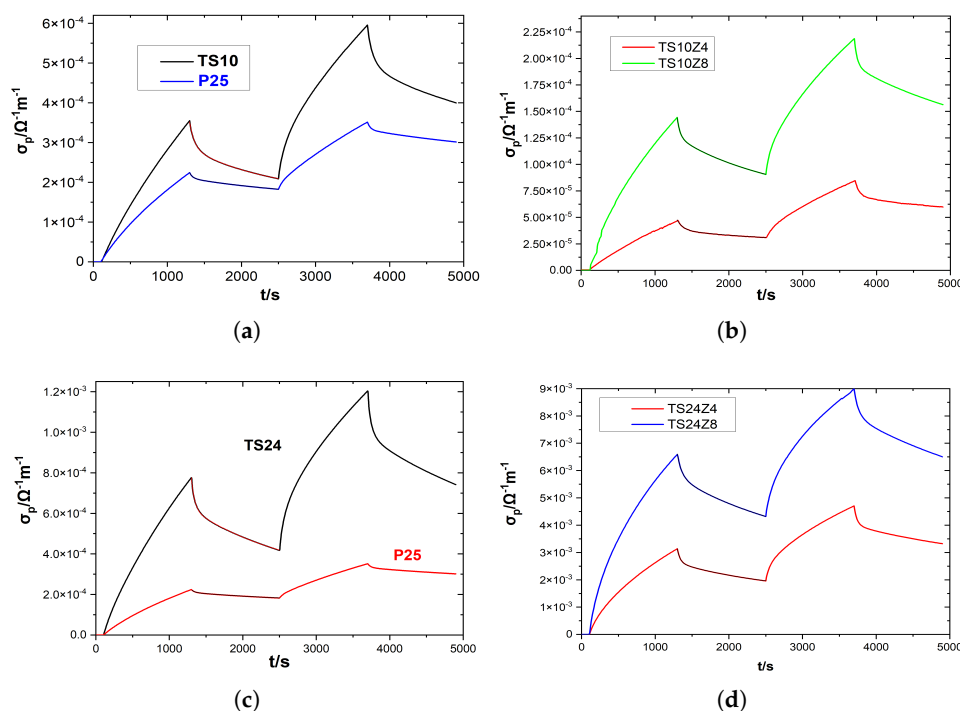 6×10⁻⁴
5×10⁻⁴
4×10⁻⁴
3×10⁻⁴
2×10⁻⁴
1×10⁻⁴
0
σₚ/Ω⁻¹m⁻¹
TS10
P25
0 1000 2000 3000 4000 5000
t/s
(a)
2.25×10⁻⁴
2.00×10⁻⁴
1.75×10⁻⁴
1.50×10⁻⁴
1.25×10⁻⁴
1.00×10⁻⁴
7.50×10⁻⁵
5.00×10⁻⁵
2.50×10⁻⁵
0.00
σₚ/Ω⁻¹m⁻¹
TS10Z4
TS10Z8
0 1000 2000 3000 4000 5000
t/s
(b)
1.2×10⁻³
1.0×10⁻³
8.0×10⁻⁴
6.0×10⁻⁴
4.0×10⁻⁴
2.0×10⁻⁴
0.0
σₚ/Ω⁻¹m⁻¹
TS24
P25
0 1000 2000 3000 4000 5000
t/s
(c)
9×10⁻³
8×10⁻³
7×10⁻³
6×10⁻³
5×10⁻³
4×10⁻³
3×10⁻³
2×10⁻³
1×10⁻³
0
σₚ/Ω⁻¹m⁻¹
TS24Z4
TS24Z8
0 1000 2000 3000 4000 5000
t/s
(d)